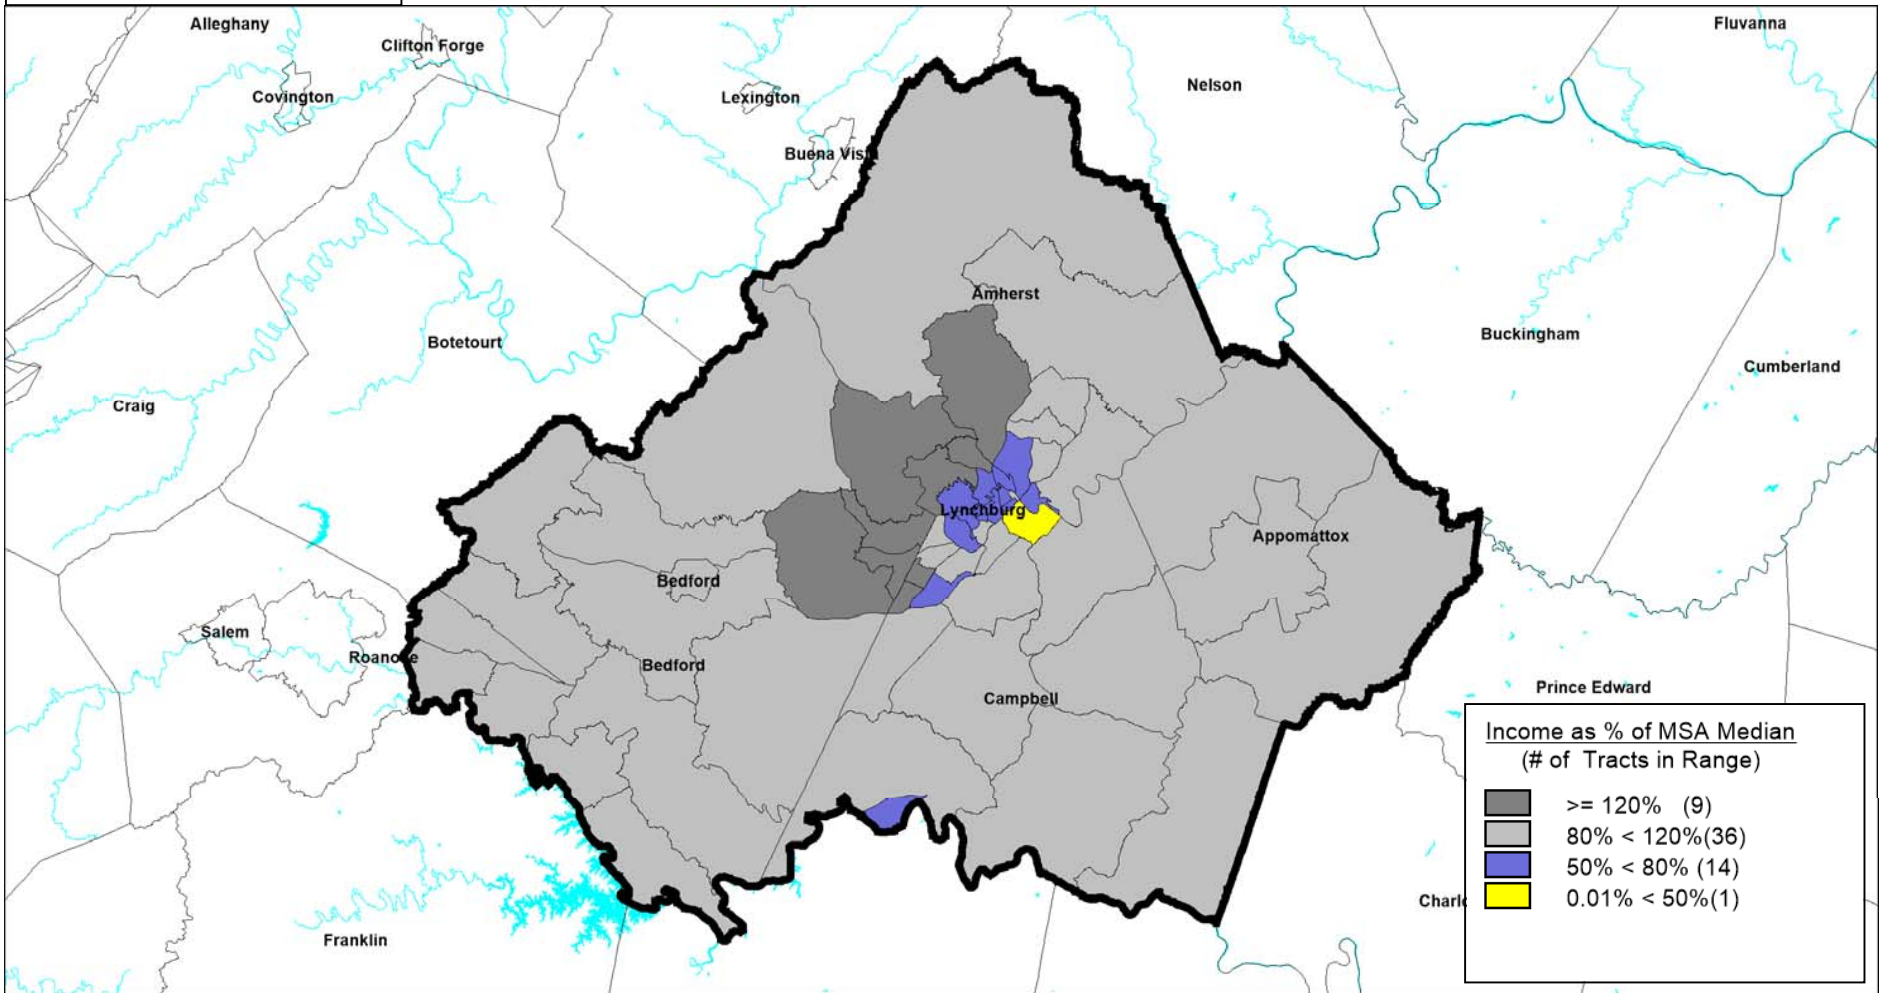 Alleghany
Fluvanna
Clifton Forge
Nelson
Covington
Lexington
Buena Vista
Amherst
Buckingham
Botetourt
Cumberland
Craig
Lynchburg
Appomattox
Bedford
Salem
Roanoke
Bedford
Prince Edward
Campbell
Income as % of MSA Median
(# of Tracts in Range)
>= 120% (9)
80% < 120%(36)
50% < 80% (14)
0.01% < 50%(1)
Franklin